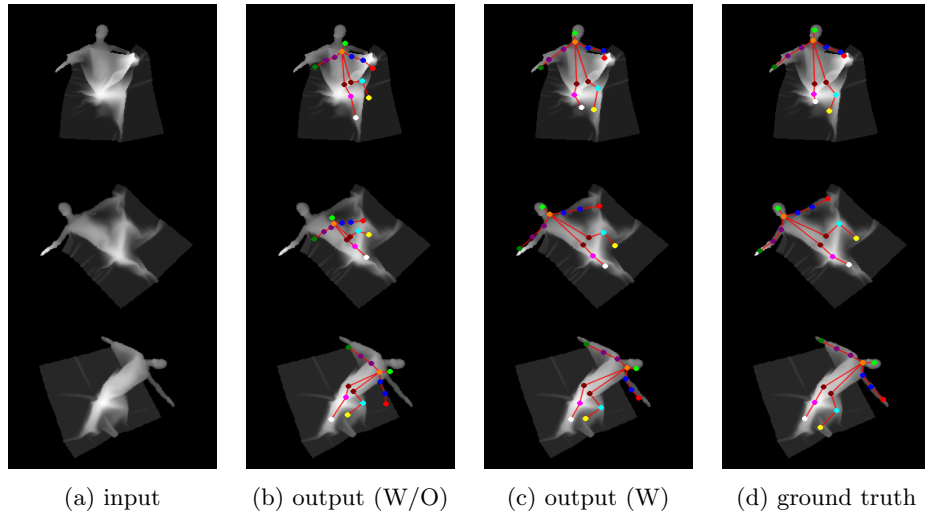 (a) input
(b) output (W/O)
(c) output (W)
(d) ground truth